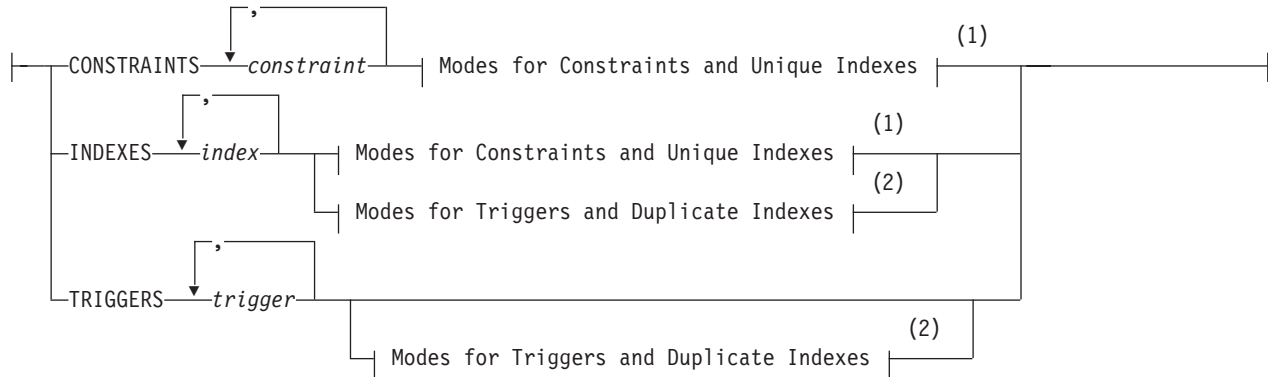 ,
(1)
CONSTRAINTS constraint Modes for Constraints and Unique Indexes
,
(1)
INDEXES index Modes for Constraints and Unique Indexes
(2)
Modes for Triggers and Duplicate Indexes
,
TRIGGERS trigger
(2)
Modes for Triggers and Duplicate Indexes